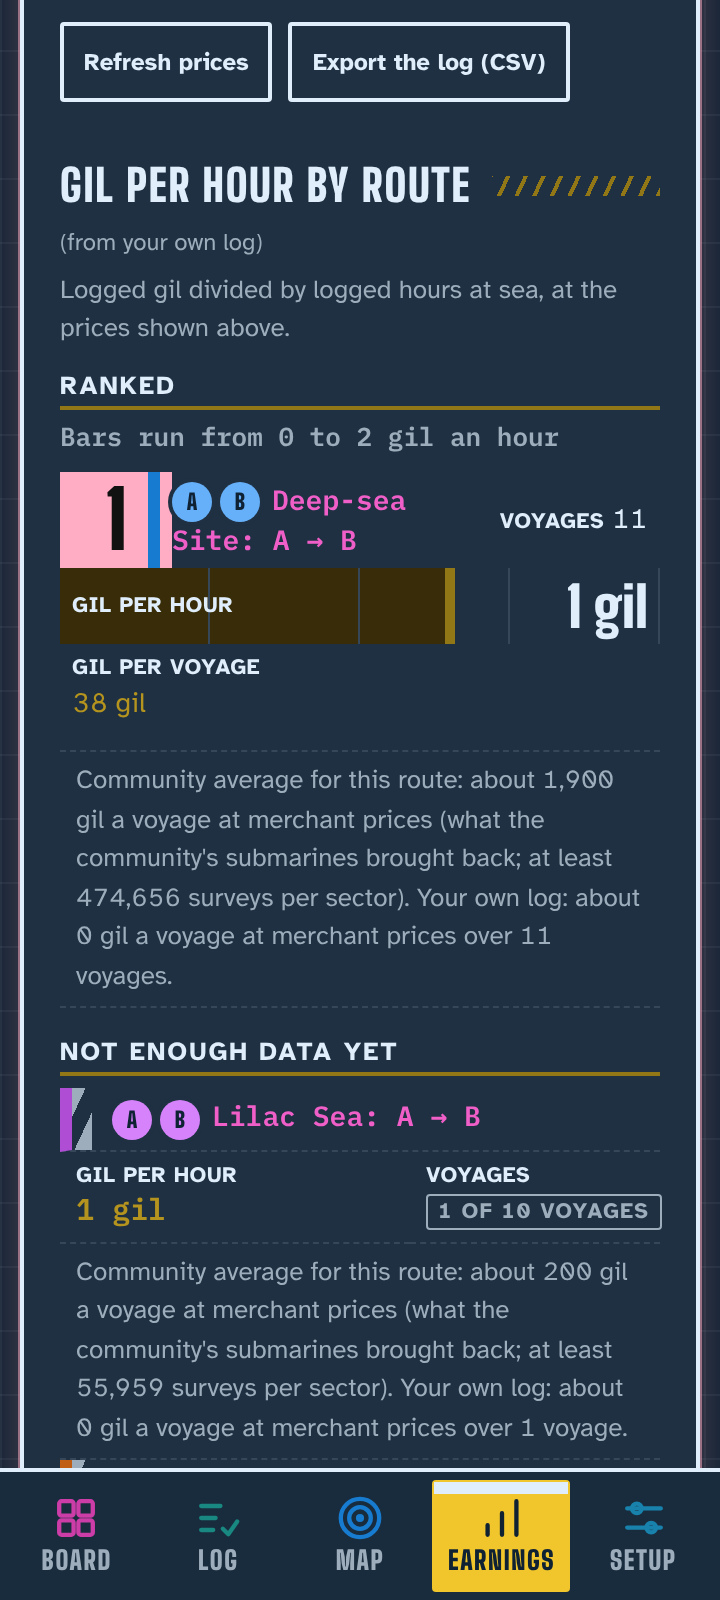 Refresh prices
Export the log (CSV)
GIL PER HOUR BY ROUTE
(from your own log)
Logged gil divided by logged hours at sea, at the
prices shown above.
RANKED
Bars run from 0 to 2 gil an hour
1
A B Deep-sea
Site: A → B
VOYAGES 11
GIL PER HOUR
1 gil
GIL PER VOYAGE
38 gil
Community average for this route: about 1,900
gil a voyage at merchant prices (what the
community's submarines brought back; at least
474,656 surveys per sector). Your own log: about
0 gil a voyage at merchant prices over 11
voyages.
NOT ENOUGH DATA YET
A B Lilac Sea: A → B
GIL PER HOUR
1 gil
VOYAGES
1 OF 10 VOYAGES
Community average for this route: about 200 gil
a voyage at merchant prices (what the
community's submarines brought back; at least
55,959 surveys per sector). Your own log: about
0 gil a voyage at merchant prices over 1 voyage.
BOARD
LOG
MAP
EARNINGS
SETUP